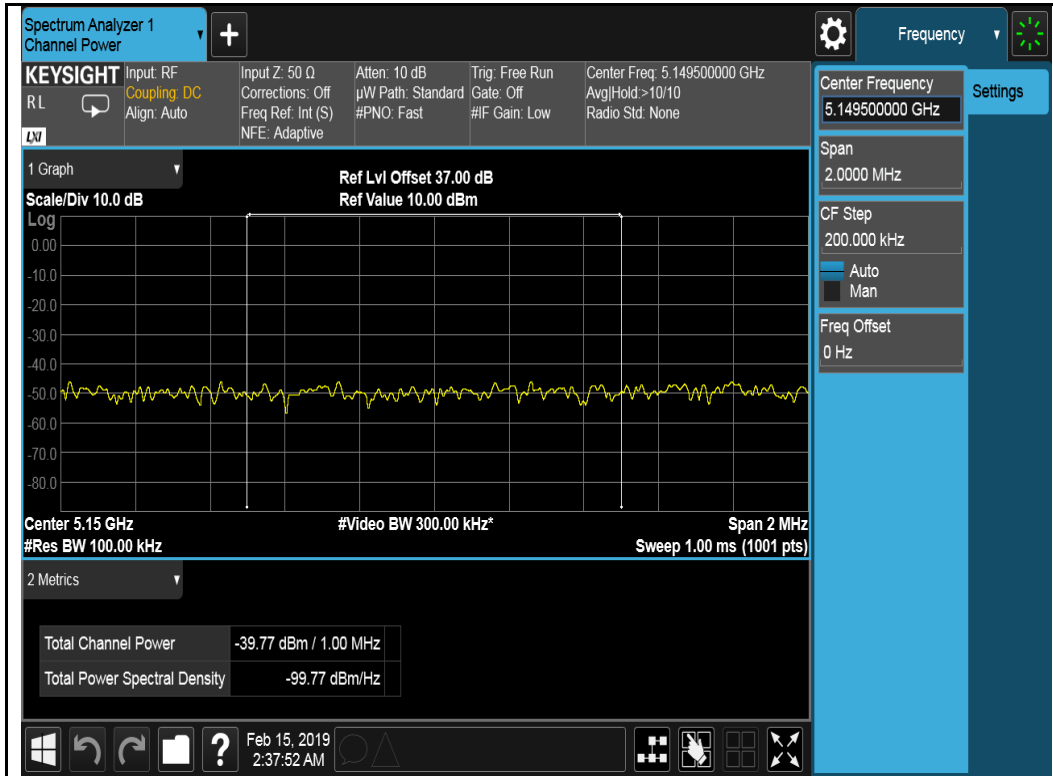 Spectrum Analyzer 1
Channel Power
+
Frequency
KEYSIGHT
R L
LXI
Input: RF
Coupling: DC
Align: Auto
Input Z: 50 Ω
Corrections: Off
Freq Ref: Int (S)
NFE: Adaptive
Atten: 10 dB
µW Path: Standard
#PNO: Fast
Trig: Free Run
Gate: Off
#IF Gain: Low
Center Freq: 5.149500000 GHz
Avg|Hold:>10/10
Radio Std: None
Center Frequency
5.149500000 GHz
Settings
Span
2.0000 MHz
CF Step
200.000 kHz
Auto
Man
Freq Offset
0 Hz
1 Graph
Scale/Div 10.0 dB
Ref Lvl Offset 37.00 dB
Ref Value 10.00 dBm
Log
0.00
-10.0
-20.0
-30.0
-40.0
-50.0
-60.0
-70.0
-80.0
Center 5.15 GHz
#Video BW 300.00 kHz*
Span 2 MHz
#Res BW 100.00 kHz
Sweep 1.00 ms (1001 pts)
2 Metrics
Total Channel Power
-39.77 dBm / 1.00 MHz
Total Power Spectral Density
-99.77 dBm/Hz
?
Feb 15, 2019
2:37:52 AM